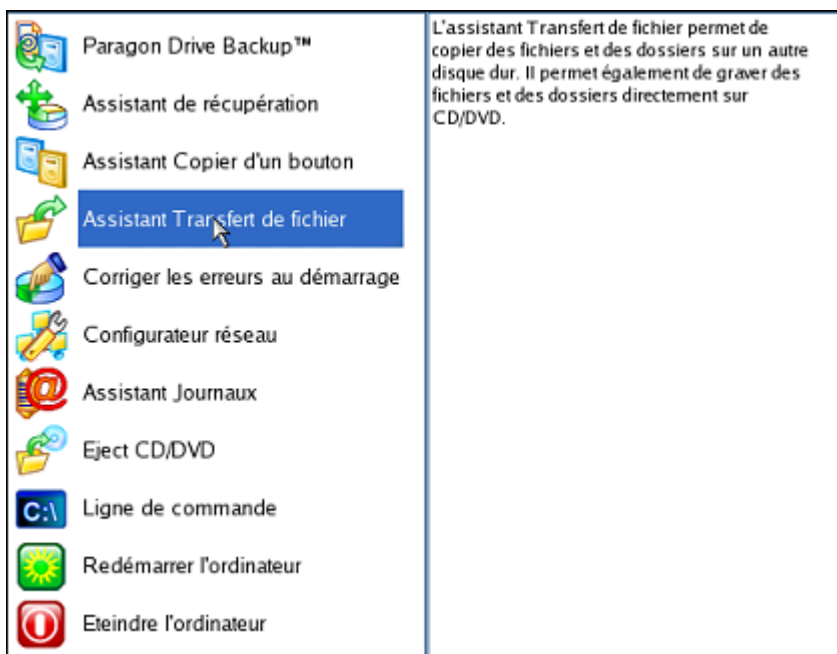 Paragon Drive Backup™
Assistant de récupération
Assistant Copier d'un bouton
Assistant Transfert de fichier
Corriger les erreurs au démarrage
Configurateur réseau
Assistant Journaux
Eject CD/DVD
C:\
Ligne de commande
Redémarrer l'ordinateur
Eteindre l'ordinateur
L'assistant Transfert de fichier permet de
copier des fichiers et des dossiers sur un autre
disque dur. Il permet également de graver des
fichiers et des dossiers directement sur
CD/DVD.